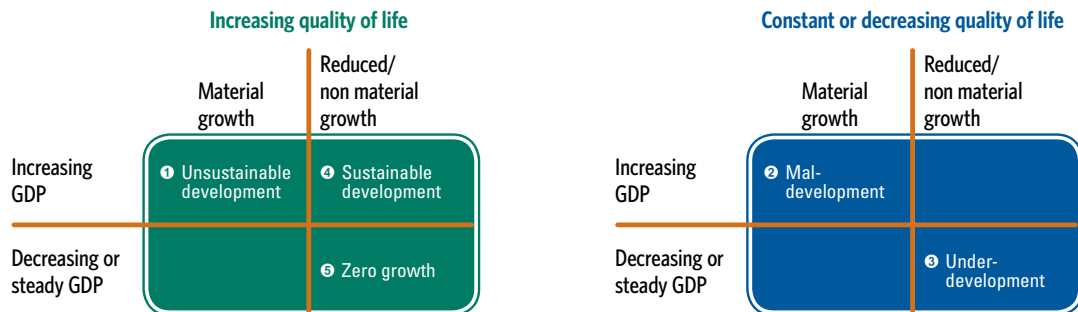 Increasing quality of life
Material
growth
Reduced/
non material
growth
Increasing
GDP
❶ Unsustainable
development
❹ Sustainable
development
Decreasing or
steady GDP
❺ Zero growth
Constant or decreasing quality of life
Material
growth
Reduced/
non material
growth
Increasing
GDP
❷ Mal-
development
Decreasing or
steady GDP
❸ Under-
development